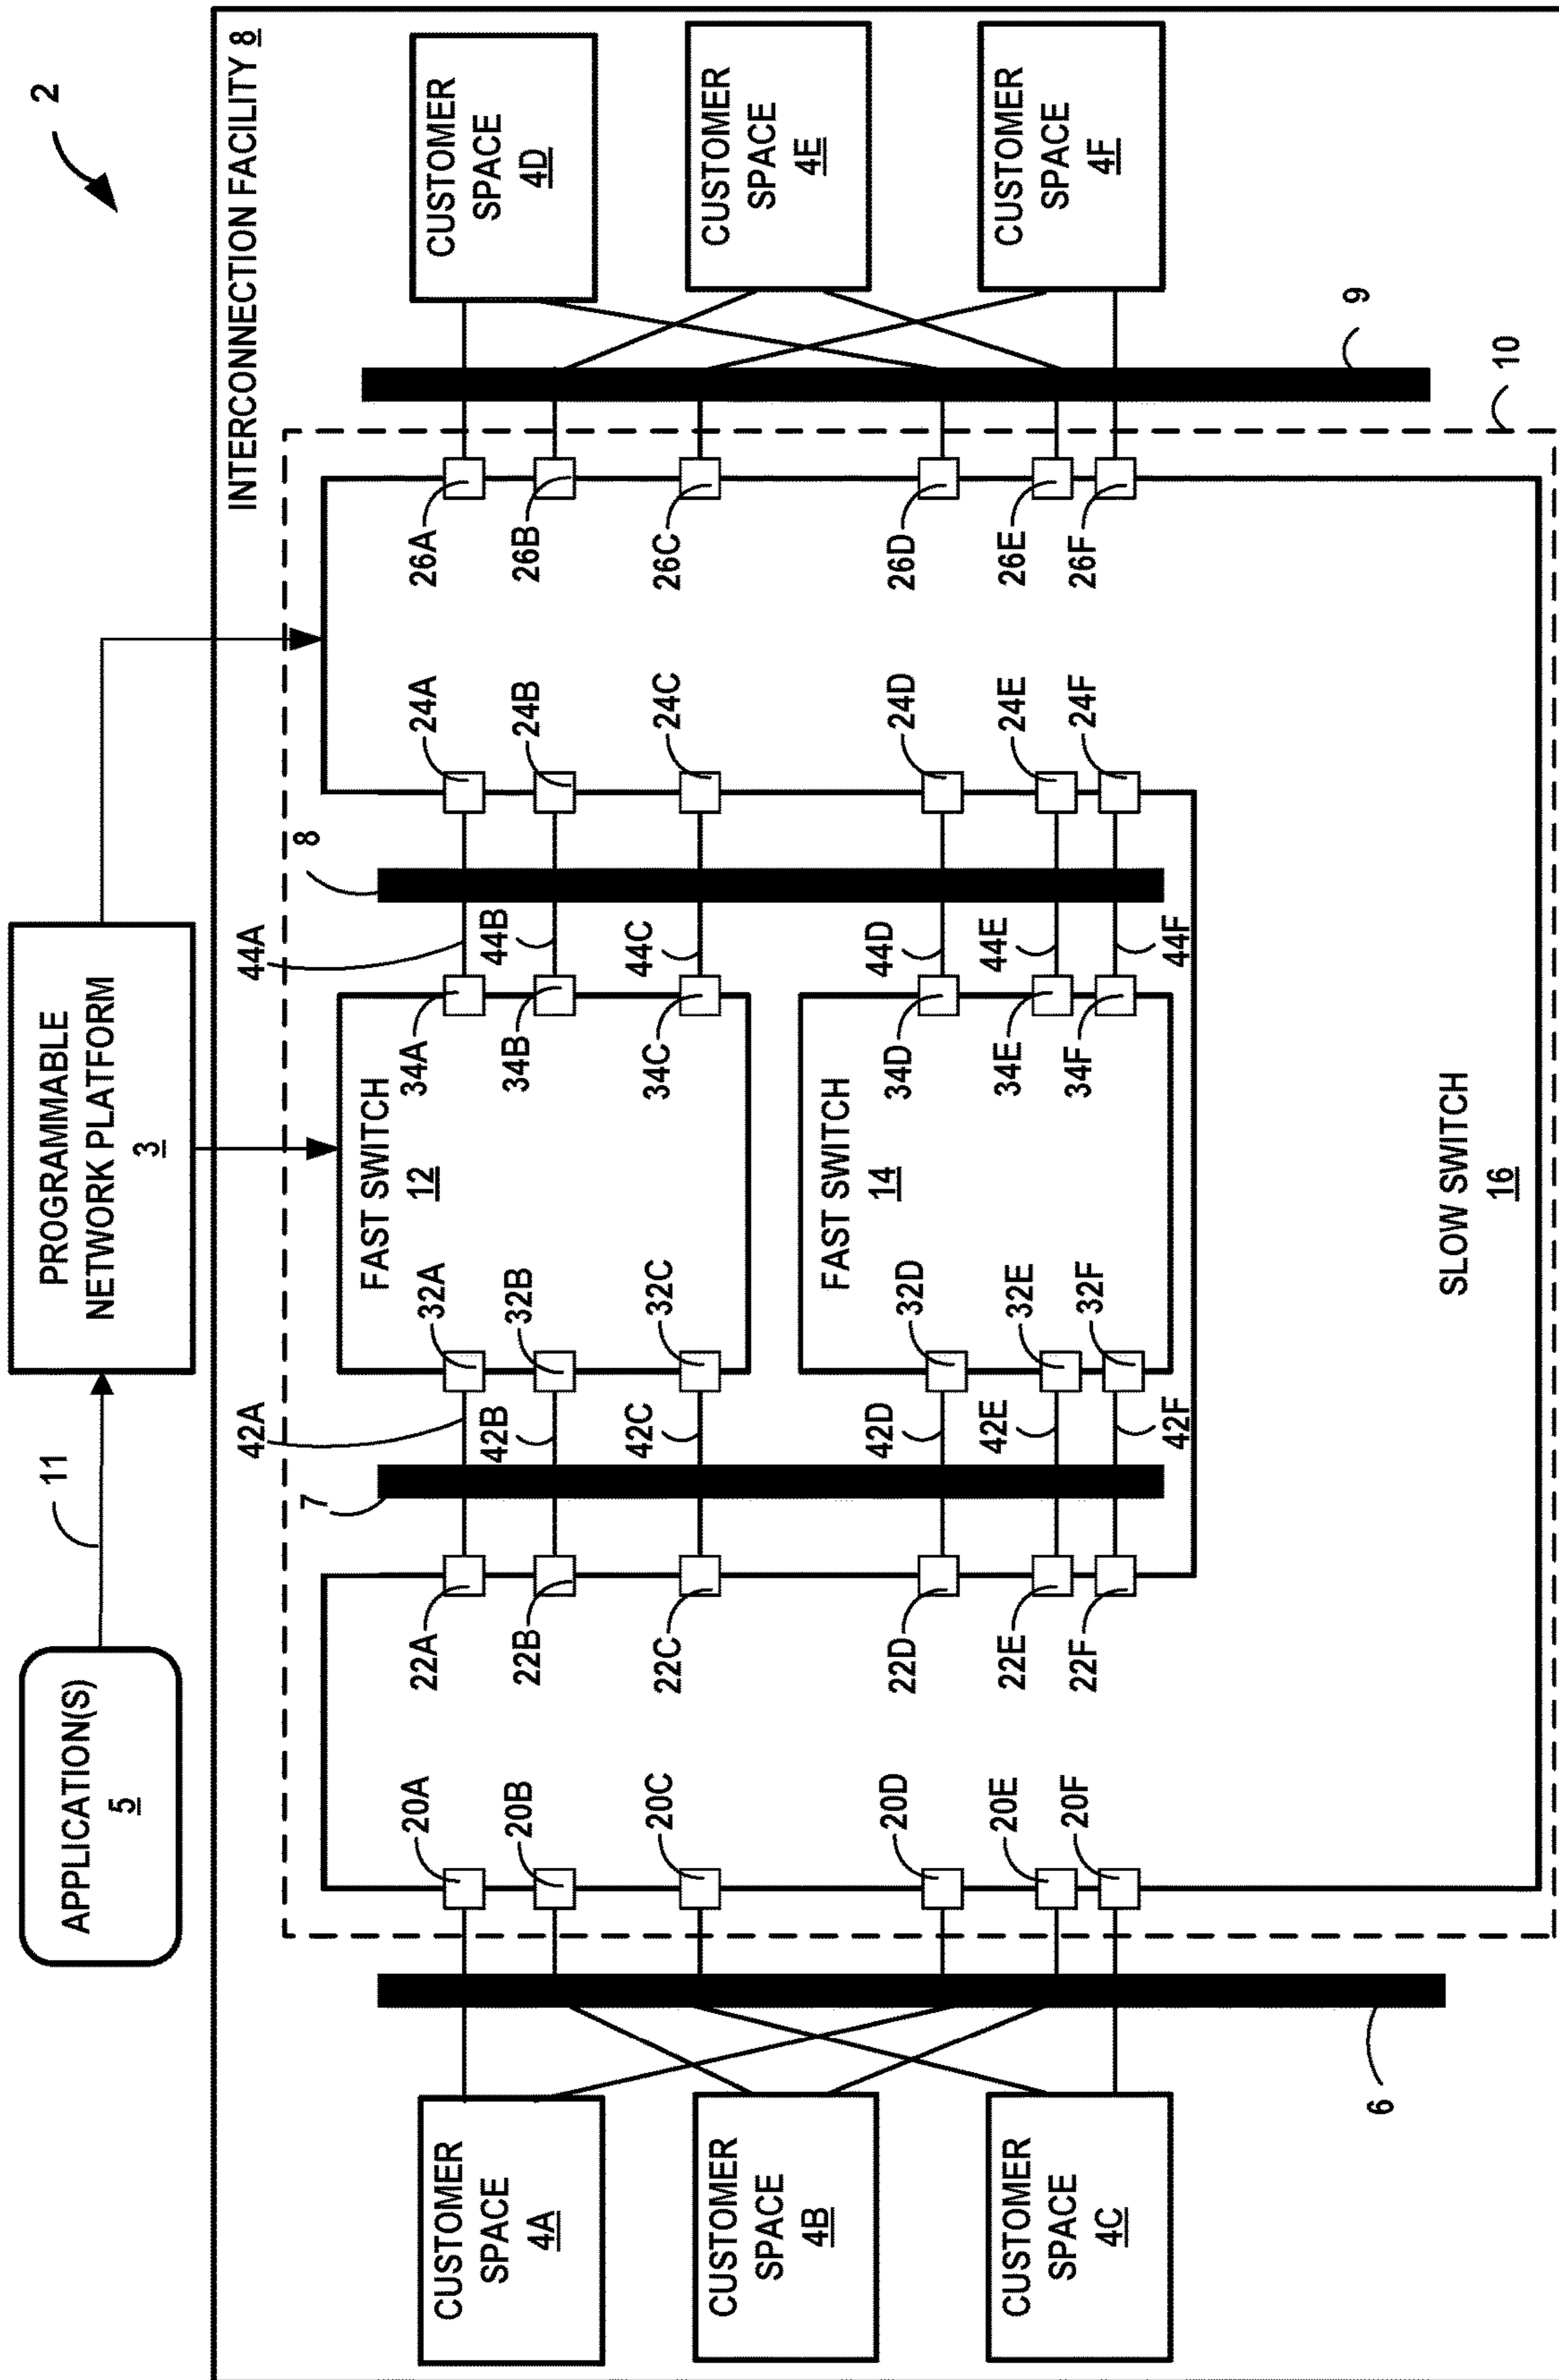 2
APPLICATION(S)
5
11
PROGRAMMABLE
NETWORK PLATFORM
3
INTERCONNECTION FACILITY 8
42A
44A
8
7
CUSTOMER
SPACE
4A
CUSTOMER
SPACE
4B
CUSTOMER
SPACE
4C
6
20A
20B
20C
20D
20E
20F
22A
22B
22C
22D
22E
22F
42B
42C
42D
42E
42F
FAST SWITCH
12
32A
32B
32C
34A
34B
34C
FAST SWITCH
14
32D
32E
32F
34D
34E
34F
44B
44C
44D
44E
44F
24A
24B
24C
24D
24E
24F
26A
26B
26C
26D
26E
26F
SLOW SWITCH
16
CUSTOMER
SPACE
4D
CUSTOMER
SPACE
4E
CUSTOMER
SPACE
4F
9
10